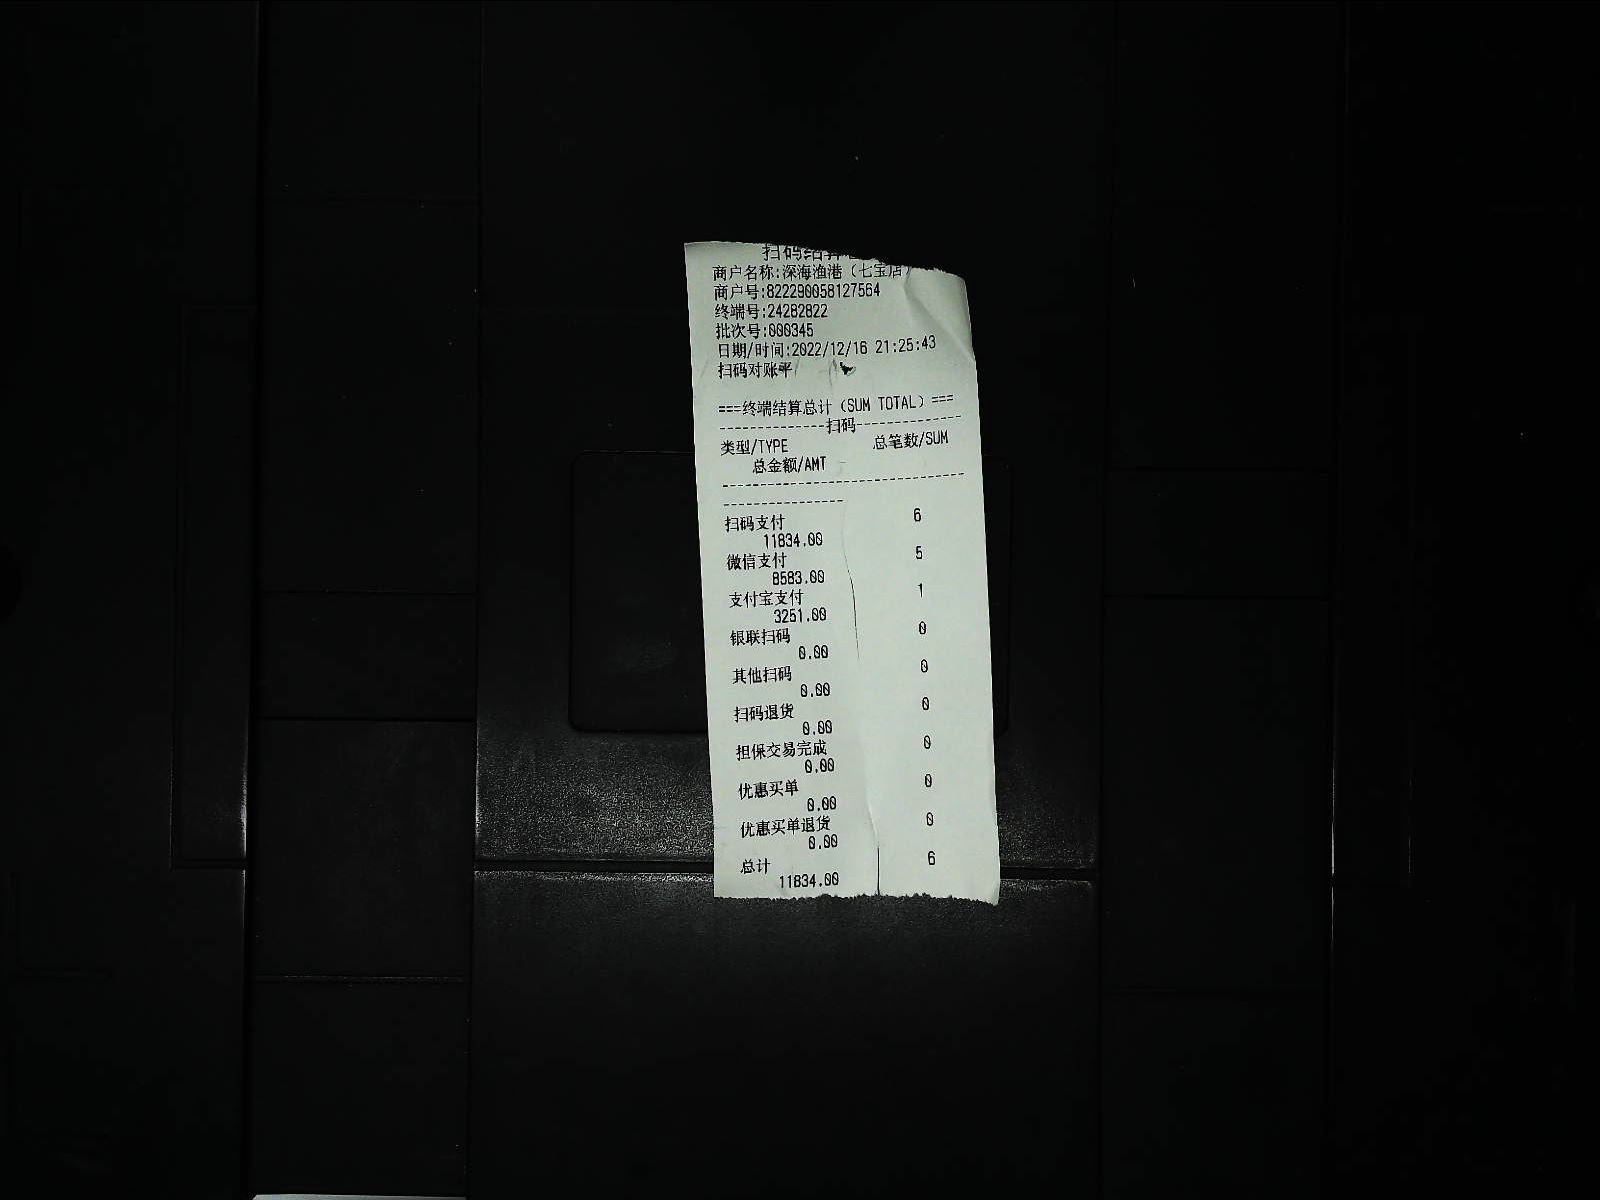 扫码结算
商户名称:深海渔港（七宝店）
商户号:822290058127564
终端号:24282822
批次号:000345
日期/时间:2022/12/16 21:25:43
扫码对账平
===终端结算总计（SUM TOTAL）===
--------------扫码--------------
类型/TYPE 总笔数/SUM
总金额/AMT
--------------------------------
----------------
扫码支付 6
11834.00
微信支付 5
8583.00
支付宝支付 1
3251.00
银联扫码 0
0.00
其他扫码 0
0.00
扫码退货 0
0.00
担保交易完成 0
0.00
优惠买单 0
0.00
优惠买单退货 0
0.00
总计 6
11834.00